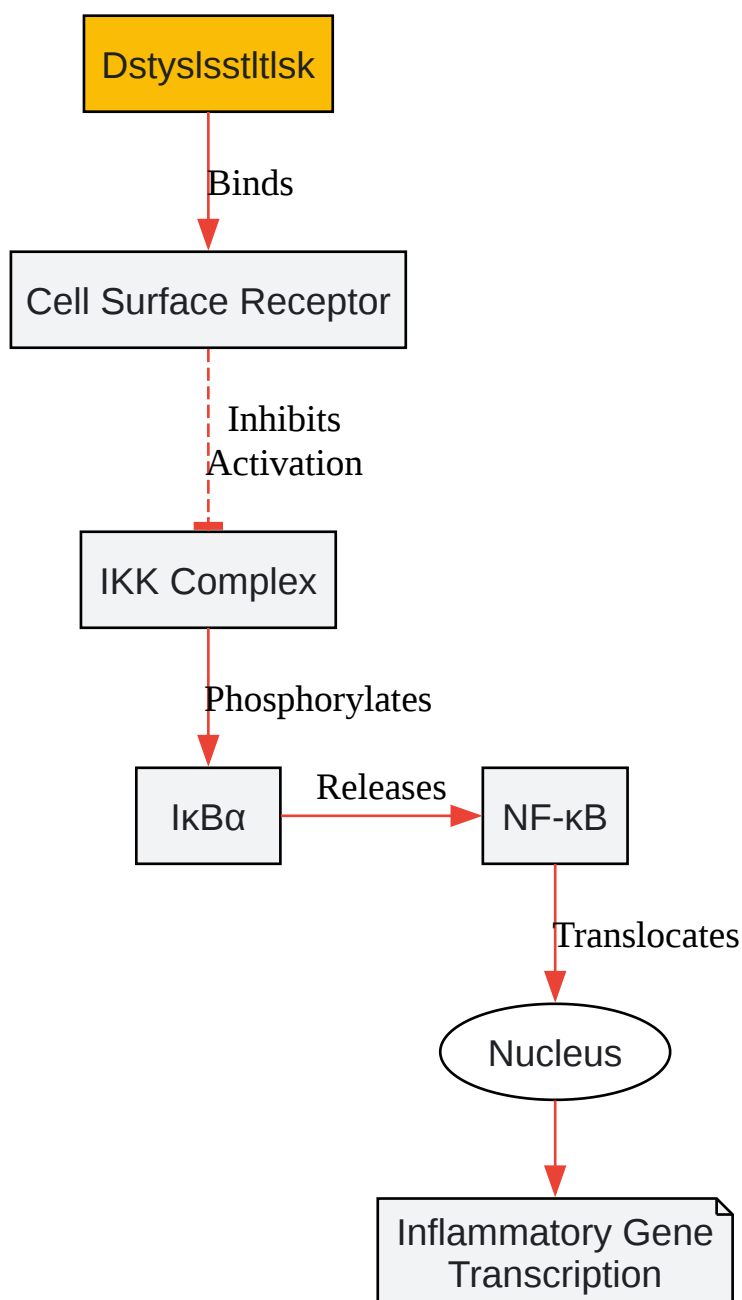 Dstyslsstltlsk
Binds
Cell Surface Receptor
Inhibits
Activation
IKK Complex
Phosphorylates
IκBα
Releases
NF-κB
Translocates
Nucleus
Inflammatory Gene
Transcription